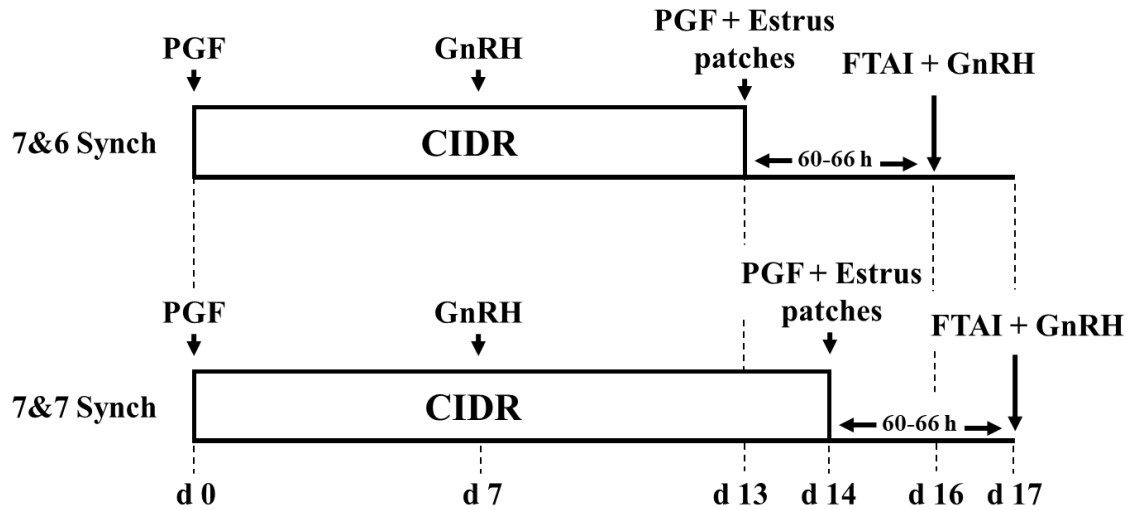 PGF
GnRH
PGF + Estrus
patches
FTAI + GnRH
7&6 Synch
CIDR
60-66 h
PGF
GnRH
PGF + Estrus
patches
FTAI + GnRH
7&7 Synch
CIDR
60-66 h
d 0
d 7
d 13
d 14
d 16
d 17